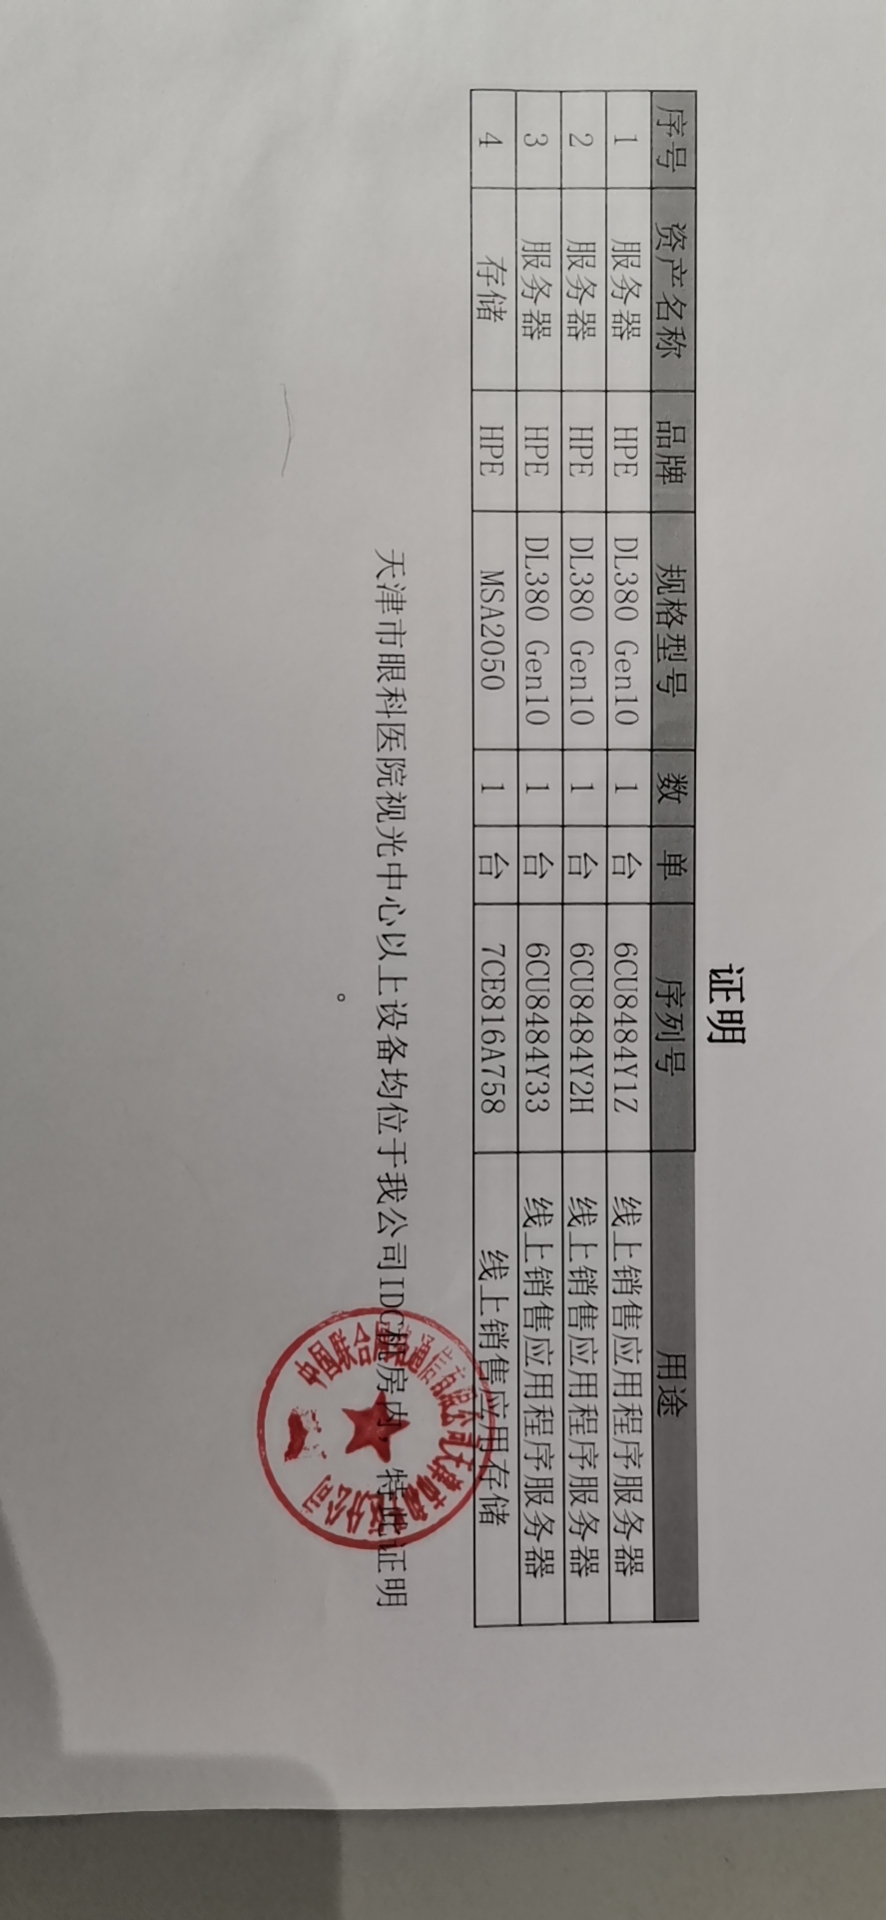 证明
序号 资产名称 品牌 规格型号 数 单 序列号 用途
1 服务器 HPE DL380 Gen10 1 台 6CU8484Y1Z 线上销售应用程序服务器
2 服务器 HPE DL380 Gen10 1 台 6CU8484Y2H 线上销售应用程序服务器
3 服务器 HPE DL380 Gen10 1 台 6CU8484Y33 线上销售应用程序服务器
4 存储 HPE MSA2050 1 台 7CE816A758 线上销售应用存储
天津市眼科医院视光中心以上设备均位于我公司IDC机房内，特此证明
。
中国联合网络通信有限公司天津市 分公司